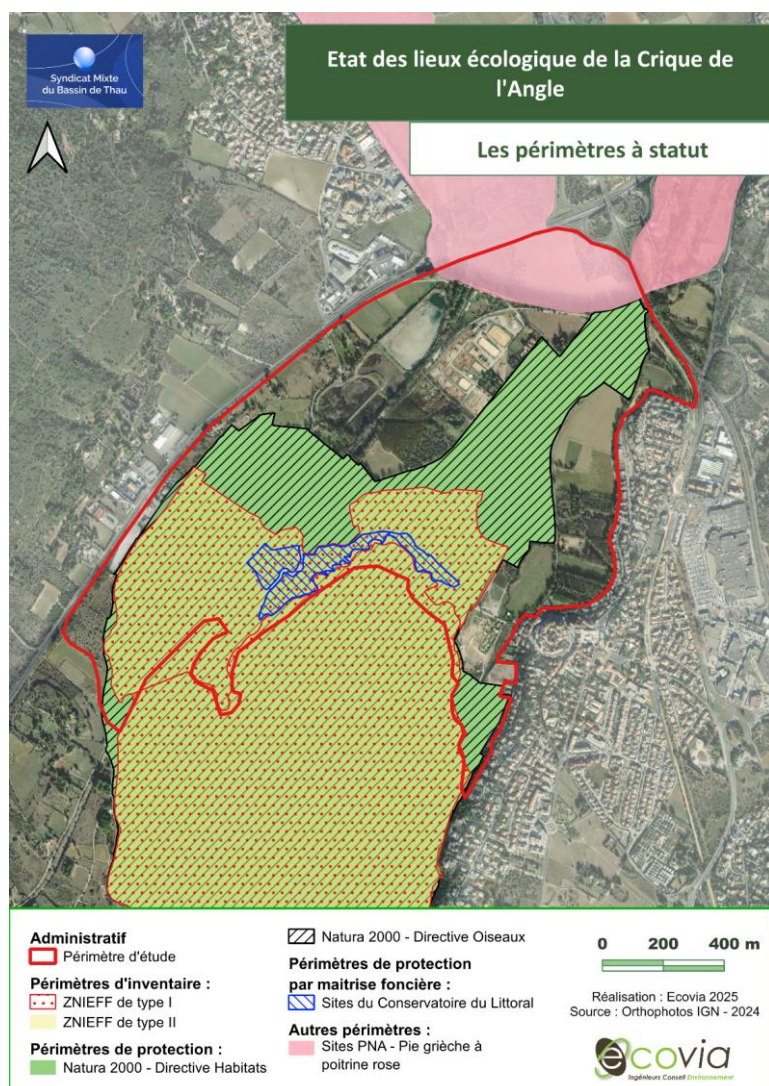 Syndicat Mixte
du Bassin de Thau
Etat des lieux écologique de la Crique de
l'Angle
Les périmètres à statut
Administratif
Périmètre d'étude
Périmètres d'inventaire :
ZNIEFF de type I
ZNIEFF de type II
Périmètres de protection :
Natura 2000 - Directive Habitats
Natura 2000 - Directive Oiseaux
Périmètres de protection
par maitrise foncière :
Sites du Conservatoire du Littoral
Autres périmètres :
Sites PNA - Pie grièche à
poitrine rose
0 200 400 m
Réalisation : Ecovia 2025
Source : Orthophotos IGN - 2024
ecovia
Ingénieurs Conseil Environnement